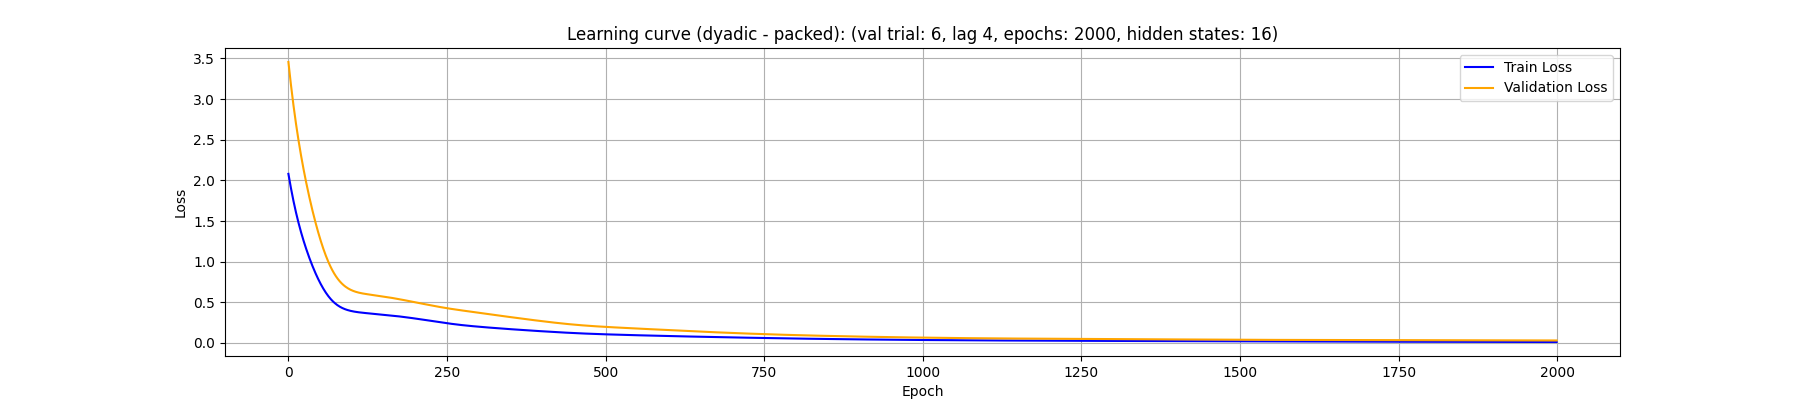 Learning curve (dyadic - packed): (val trial: 6, lag 4, epochs: 2000, hidden states: 16)
3.5
3.0
2.5
2.0
1.5
1.0
0.5
0.0
Loss
Train Loss
Validation Loss
0 250 500 750 1000 1250 1500 1750 2000
Epoch